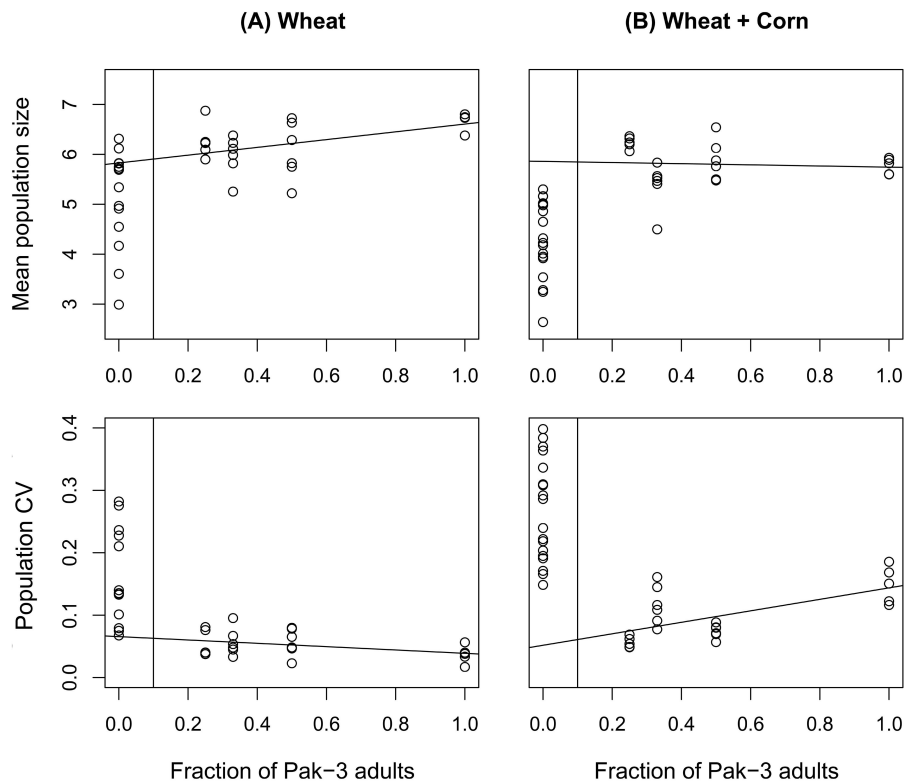 (A) Wheat
(B) Wheat + Corn
Mean population size
7
6
5
4
3
0.0 0.2 0.4 0.6 0.8 1.0
0.0 0.2 0.4 0.6 0.8 1.0
Population CV
0.4
0.3
0.2
0.1
0.0
0.0 0.2 0.4 0.6 0.8 1.0
0.0 0.2 0.4 0.6 0.8 1.0
Fraction of Pak−3 adults
Fraction of Pak−3 adults